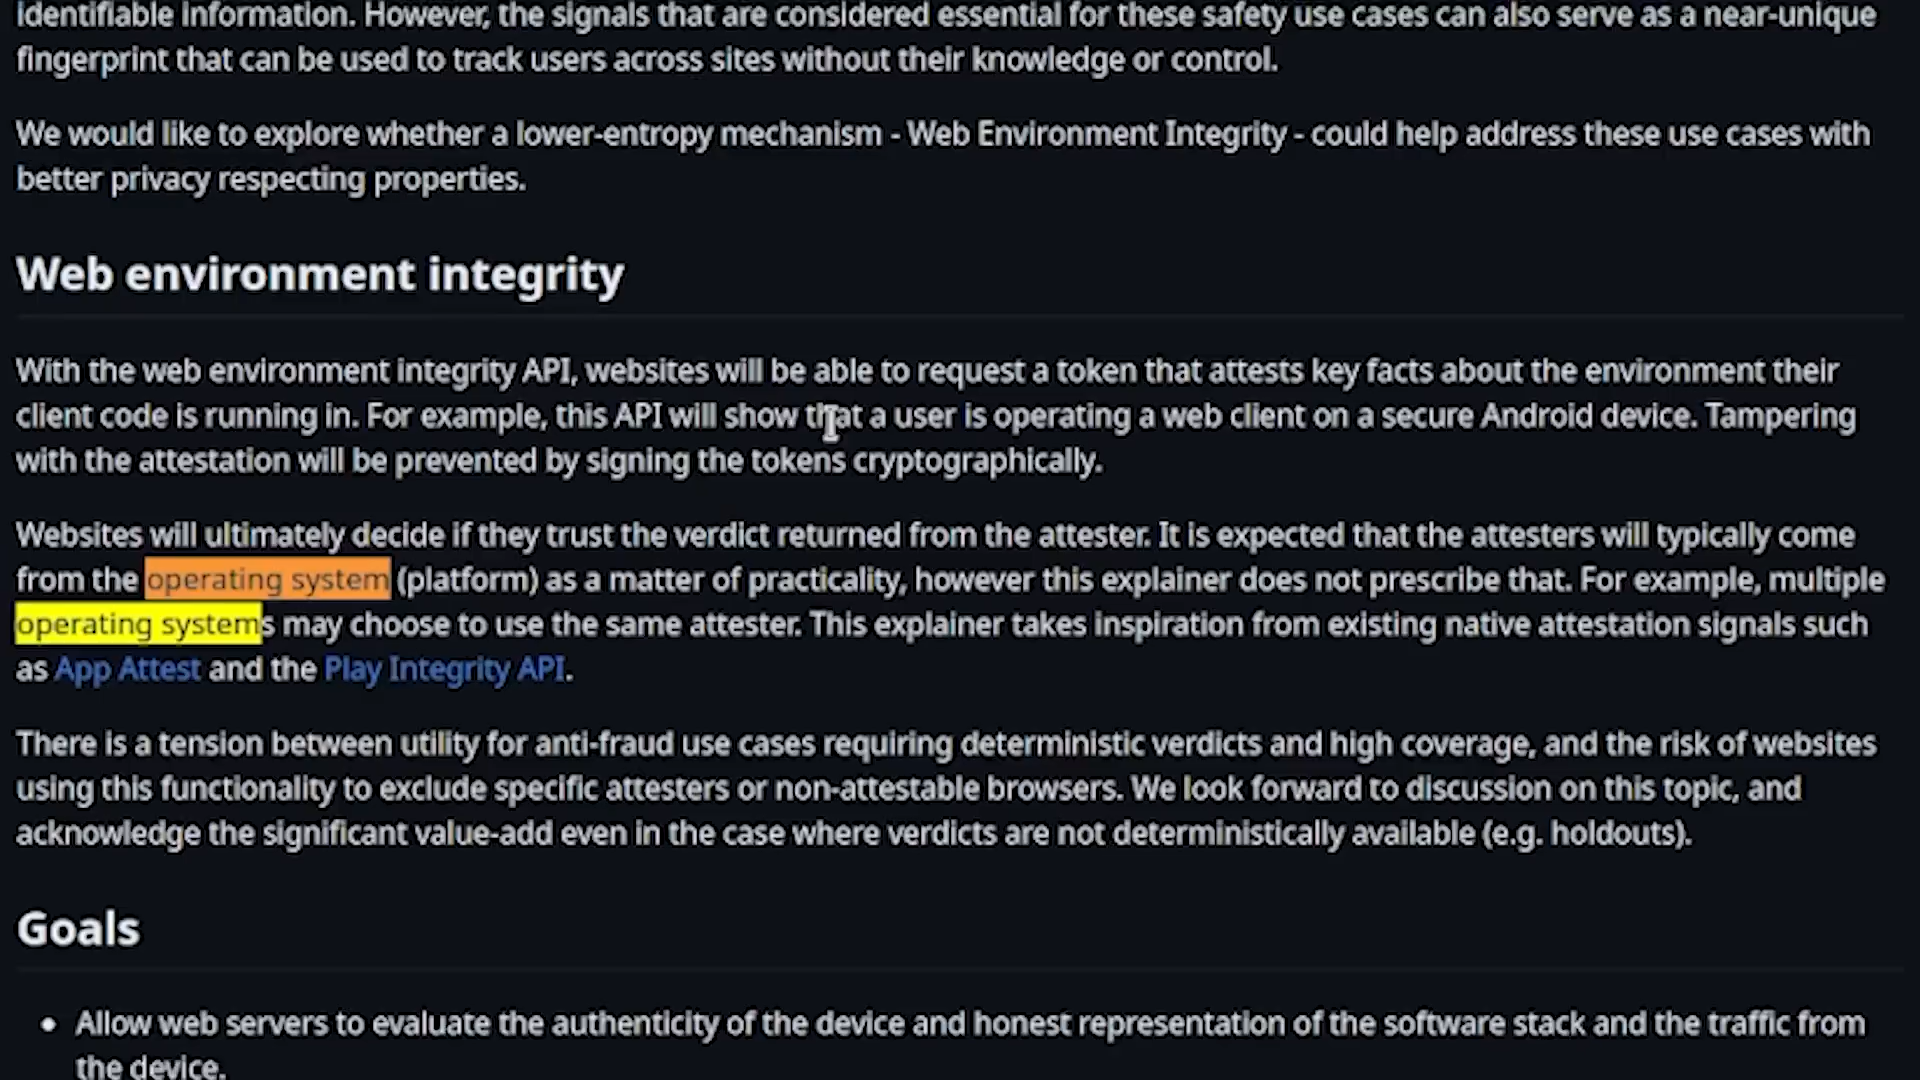 identifiable information. However, the signals that are considered essential for these safety use cases can also serve as a near-unique
fingerprint that can be used to track users across sites without their knowledge or control.
We would like to explore whether a lower-entropy mechanism - Web Environment Integrity - could help address these use cases with
better privacy respecting properties.
Web environment integrity
With the web environment integrity API, websites will be able to request a token that attests key facts about the environment their
client code is running in. For example, this API will show that a user is operating a web client on a secure Android device. Tampering
with the attestation will be prevented by signing the tokens cryptographically.
Websites will ultimately decide if they trust the verdict returned from the attester. It is expected that the attesters will typically come
from the operating system (platform) as a matter of practicality, however this explainer does not prescribe that. For example, multiple
operating systems may choose to use the same attester. This explainer takes inspiration from existing native attestation signals such
as App Attest and the Play Integrity API.
There is a tension between utility for anti-fraud use cases requiring deterministic verdicts and high coverage, and the risk of websites
using this functionality to exclude specific attesters or non-attestable browsers. We look forward to discussion on this topic, and
acknowledge the significant value-add even in the case where verdicts are not deterministically available (e.g. holdouts).
Goals
• Allow web servers to evaluate the authenticity of the device and honest representation of the software stack and the traffic from
the device.